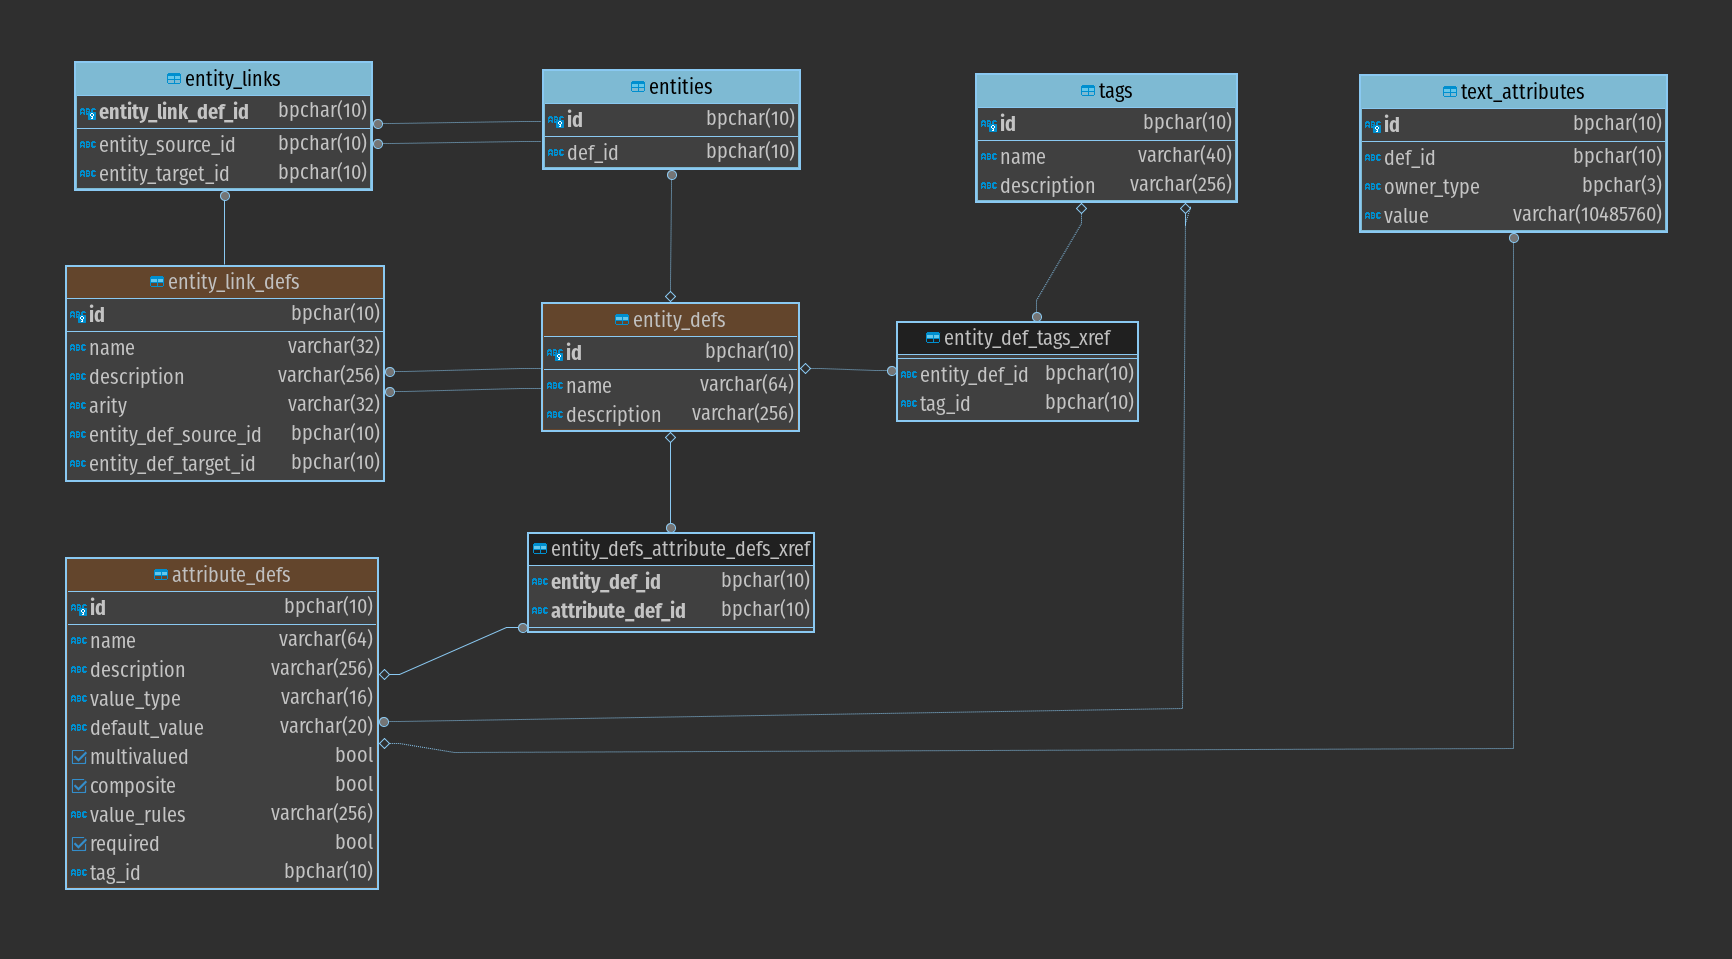 entity_links
entity_link_def_id bpchar(10)
entity_source_id bpchar(10)
entity_target_id bpchar(10)
entities
id bpchar(10)
def_id bpchar(10)
tags
id bpchar(10)
name varchar(40)
description varchar(256)
text_attributes
id bpchar(10)
def_id bpchar(10)
owner_type bpchar(3)
value varchar(10485760)
entity_link_defs
id bpchar(10)
name varchar(32)
description varchar(256)
arity varchar(32)
entity_def_source_id bpchar(10)
entity_def_target_id bpchar(10)
entity_defs
id bpchar(10)
name varchar(64)
description varchar(256)
entity_def_tags_xref
entity_def_id bpchar(10)
tag_id bpchar(10)
entity_defs_attribute_defs_xref
entity_def_id bpchar(10)
attribute_def_id bpchar(10)
attribute_defs
id bpchar(10)
name varchar(64)
description varchar(256)
value_type varchar(16)
default_value varchar(20)
multivalued bool
composite bool
value_rules varchar(256)
required bool
tag_id bpchar(10)